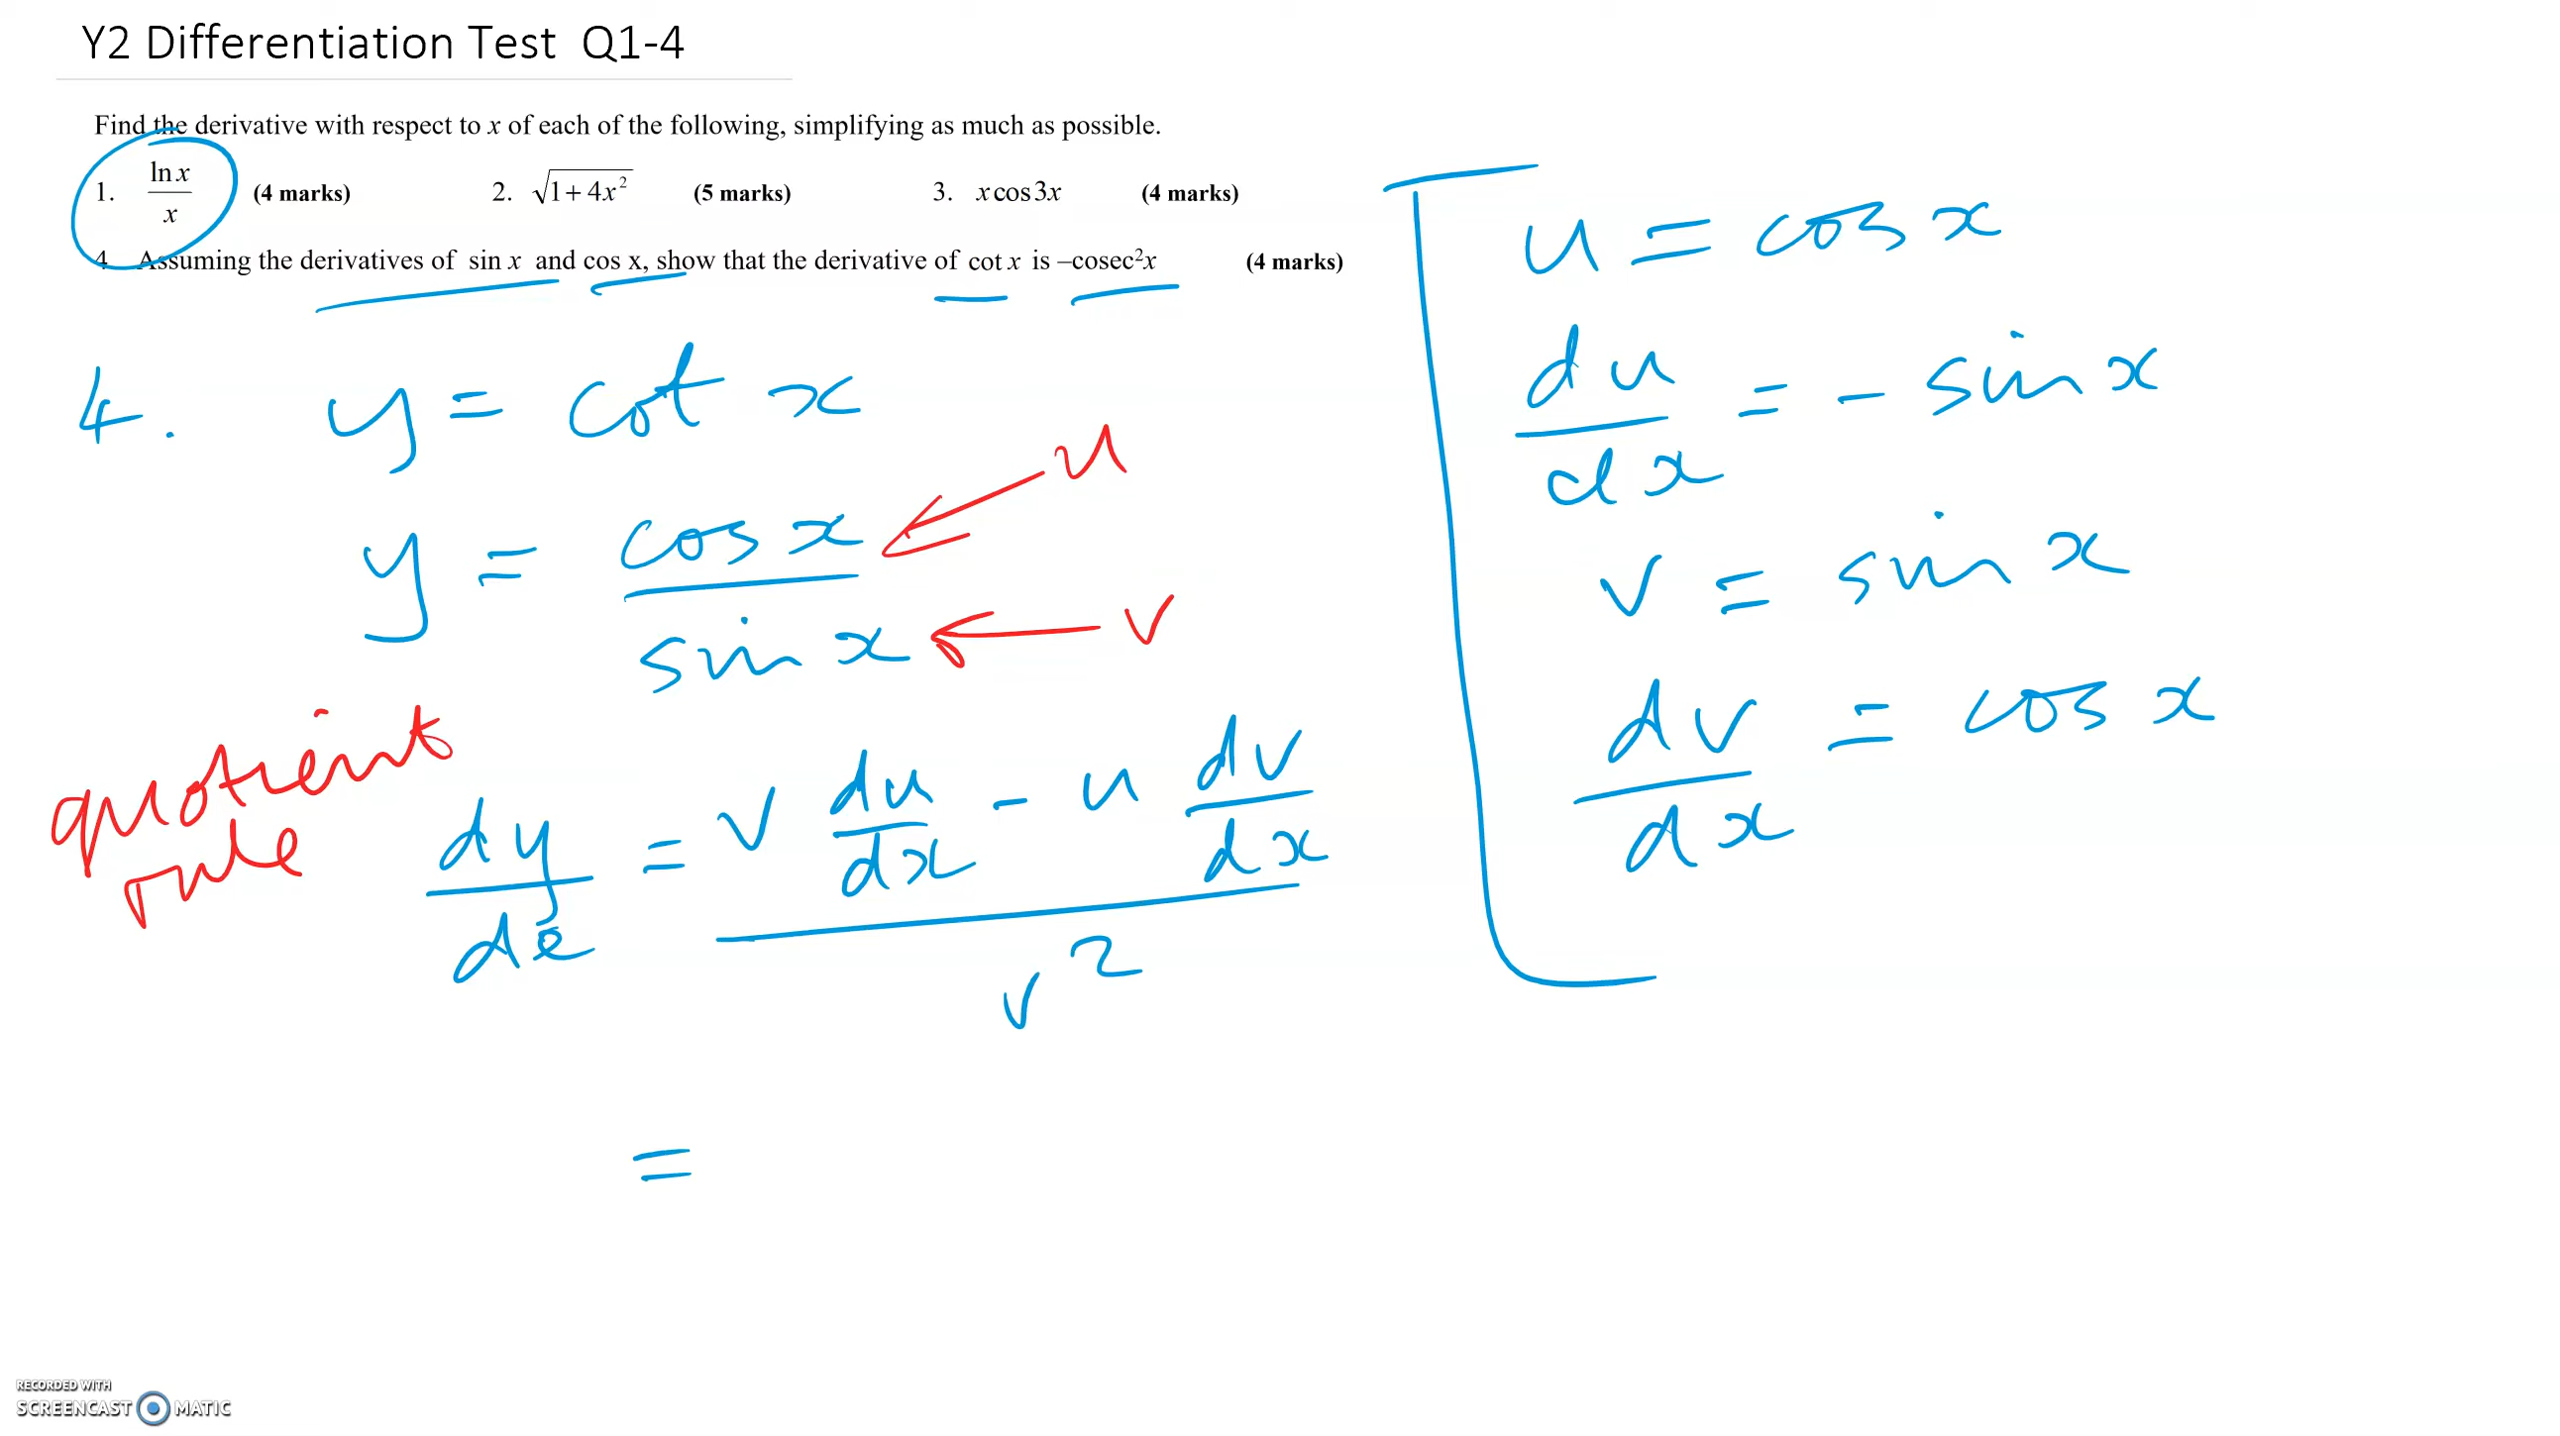 Y2 Differentiation Test Q1-4
Find the derivative with respect to x of each of the following, simplifying as much as possible.
1. ln x / x (4 marks) 2. √(1 + 4x²) (5 marks) 3. x cos 3x (4 marks)
4. Assuming the derivatives of sin x and cos x, show that the derivative of cot x is –cosec²x (4 marks)
4. y = cot x
y = cos x / sin x
u
v
quotient
rule
dy/dx = (v du/dx - u dv/dx) / v²
=
u = cos x
du/dx = - sin x
v = sin x
dv/dx = cos x
RECORDED WITH
SCREENCAST MATIC